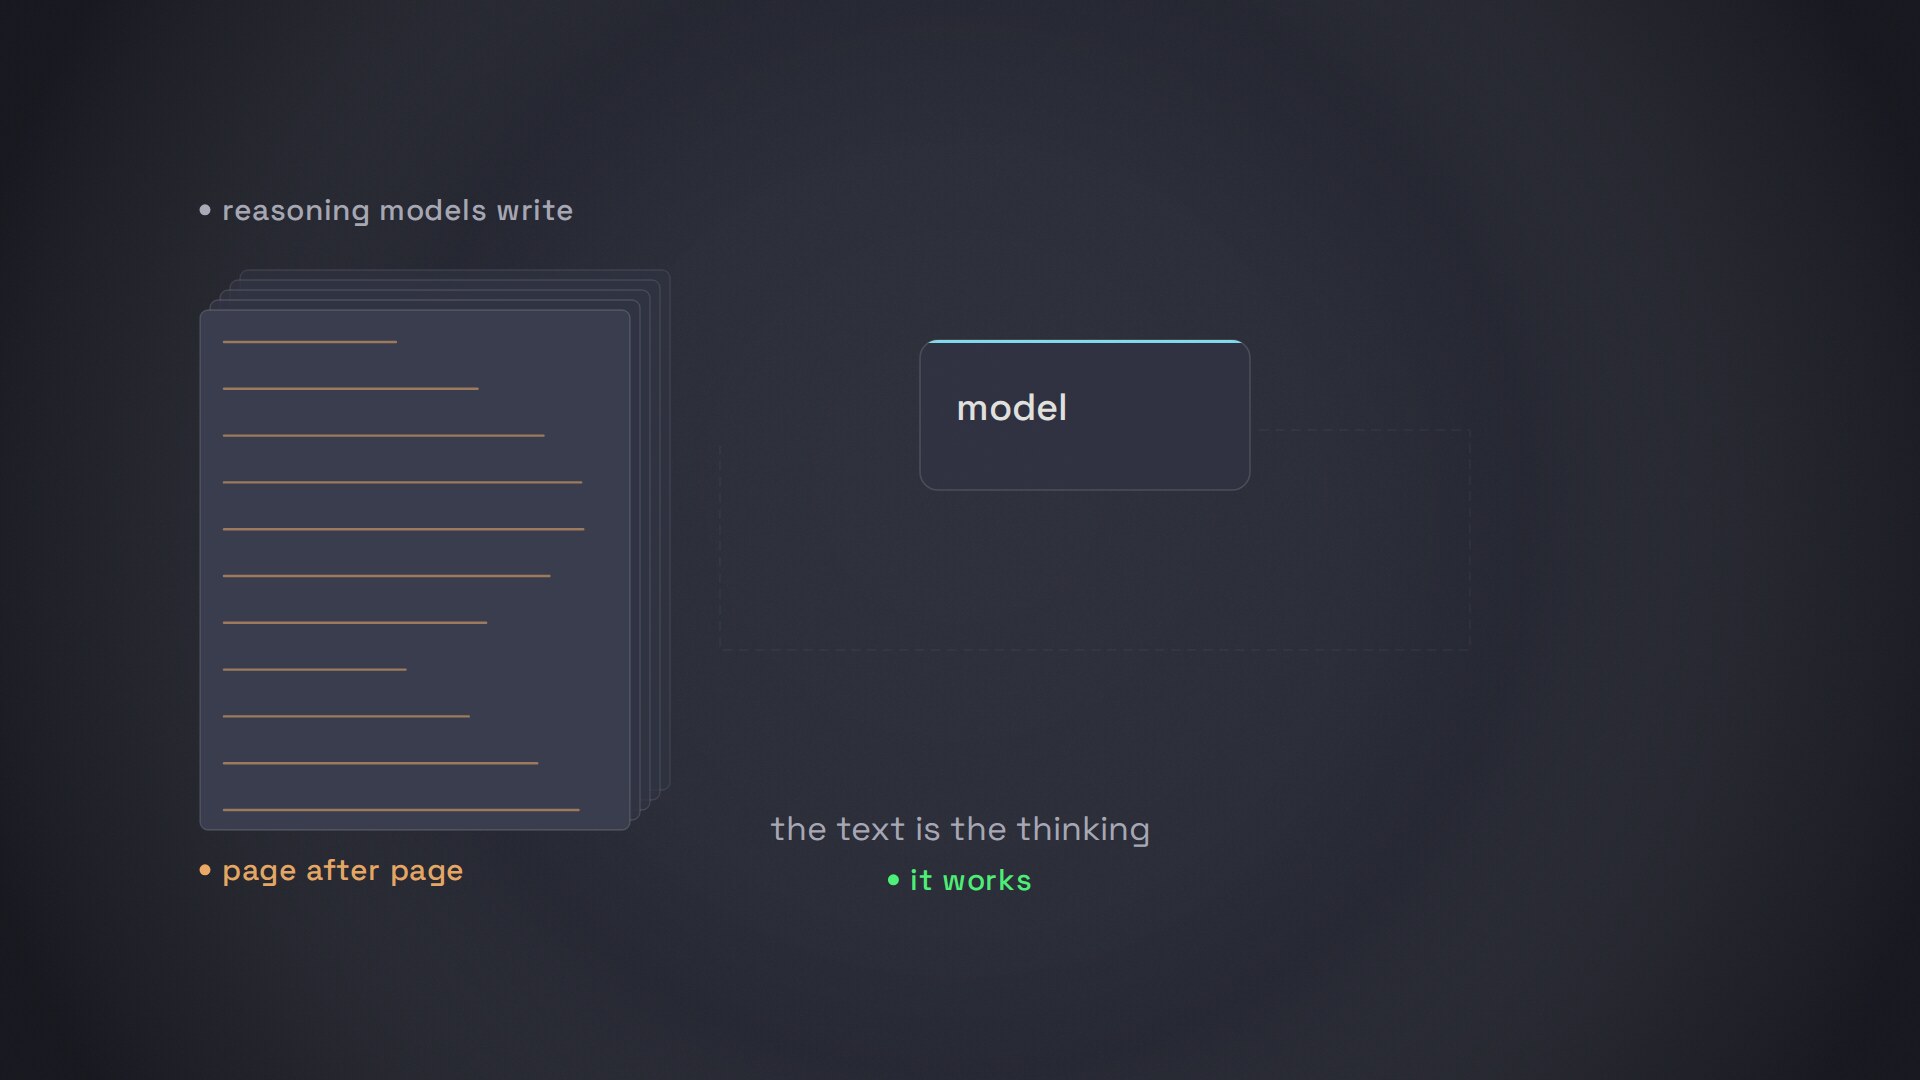 reasoning models write
model
the text is the thinking
it works
page after page